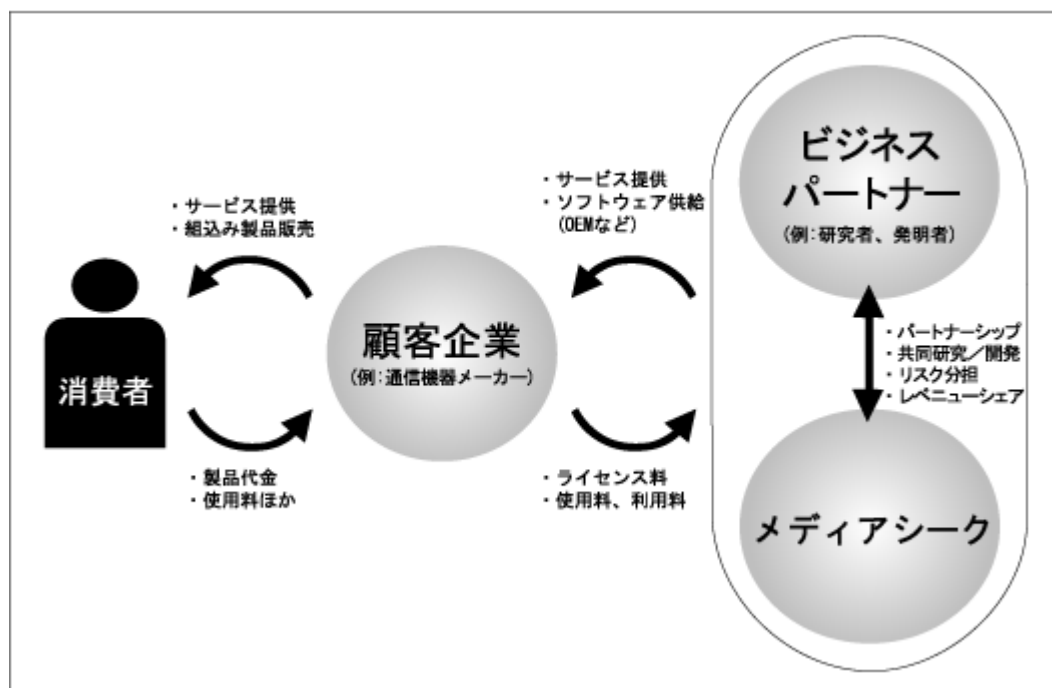 ・サービス提供
・組込み製品販売
消費者
・製品代金
・使用料ほか
顧客企業
(例：通信機器メーカー)
・サービス提供
・ソフトウェア供給
(OEMなど)
・ライセンス料
・使用料、利用料
ビジネス
パートナー
(例：研究者、発明者)
・パートナーシップ
・共同研究／開発
・リスク分担
・レベニューシェア
メディアシーク